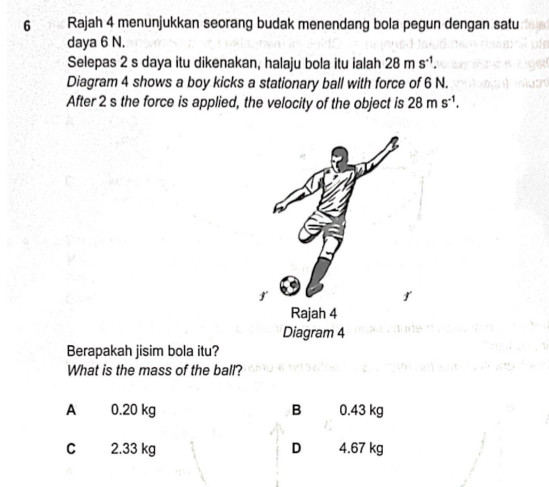 6 Rajah 4 menunjukkan seorang budak menendang bola pegun dengan satu
daya 6 N.
Selepas 2 s daya itu dikenakan, halaju bola itu ialah 28 m s⁻¹.
Diagram 4 shows a boy kicks a stationary ball with force of 6 N.
After 2 s the force is applied, the velocity of the object is 28 m s⁻¹.
Rajah 4
Diagram 4
Berapakah jisim bola itu?
What is the mass of the ball?
A 0.20 kg B 0.43 kg
C 2.33 kg D 4.67 kg